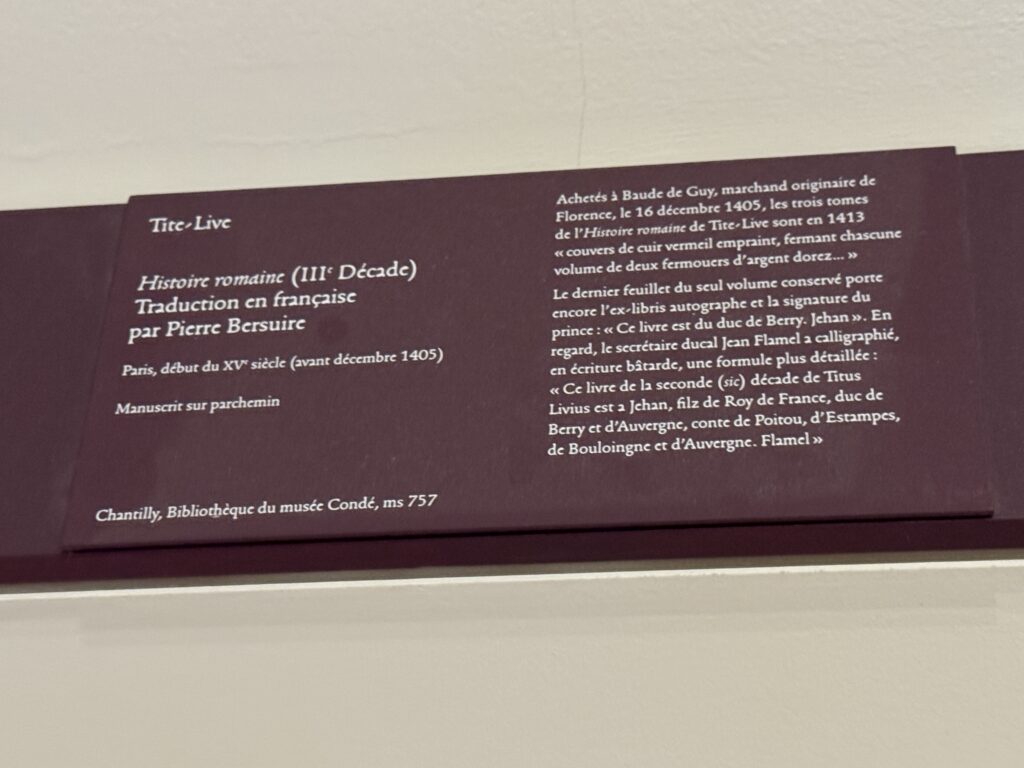 Tite-Live
Histoire romaine (IIIe Décade)
Traduction en française
par Pierre Bersuire
Paris, début du XVe siècle (avant décembre 1405)
Manuscrit sur parchemin
Chantilly, Bibliothèque du musée Condé, ms 757
Achetés à Baude de Guy, marchand originaire de
Florence, le 16 décembre 1405, les trois tomes
de l'Histoire romaine de Tite-Live sont en 1413
« couvers de cuir vermeil empraint, fermant chascune
volume de deux fermouers d'argent dorez... »
Le dernier feuillet du seul volume conservé porte
encore l'ex-libris autographe et la signature du
prince : « Ce livre est du duc de Berry. Jehan ». En
regard, le secrétaire ducal Jean Flamel a calligraphié,
en écriture bâtarde, une formule plus détaillée :
« Ce livre de la seconde (sic) décade de Titus
Livius est a Jehan, filz de Roy de France, duc de
Berry et d'Auvergne, conte de Poitou, d'Estampes,
de Bouloingne et d'Auvergne. Flamel »